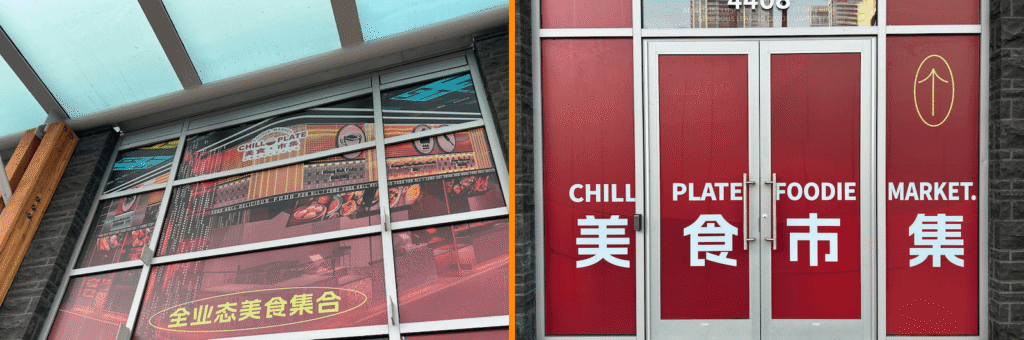 CHILL PLATE
美食·市集
全业态美食集合
4408
CHILL PLATE FOODIE MARKET.
美食市集